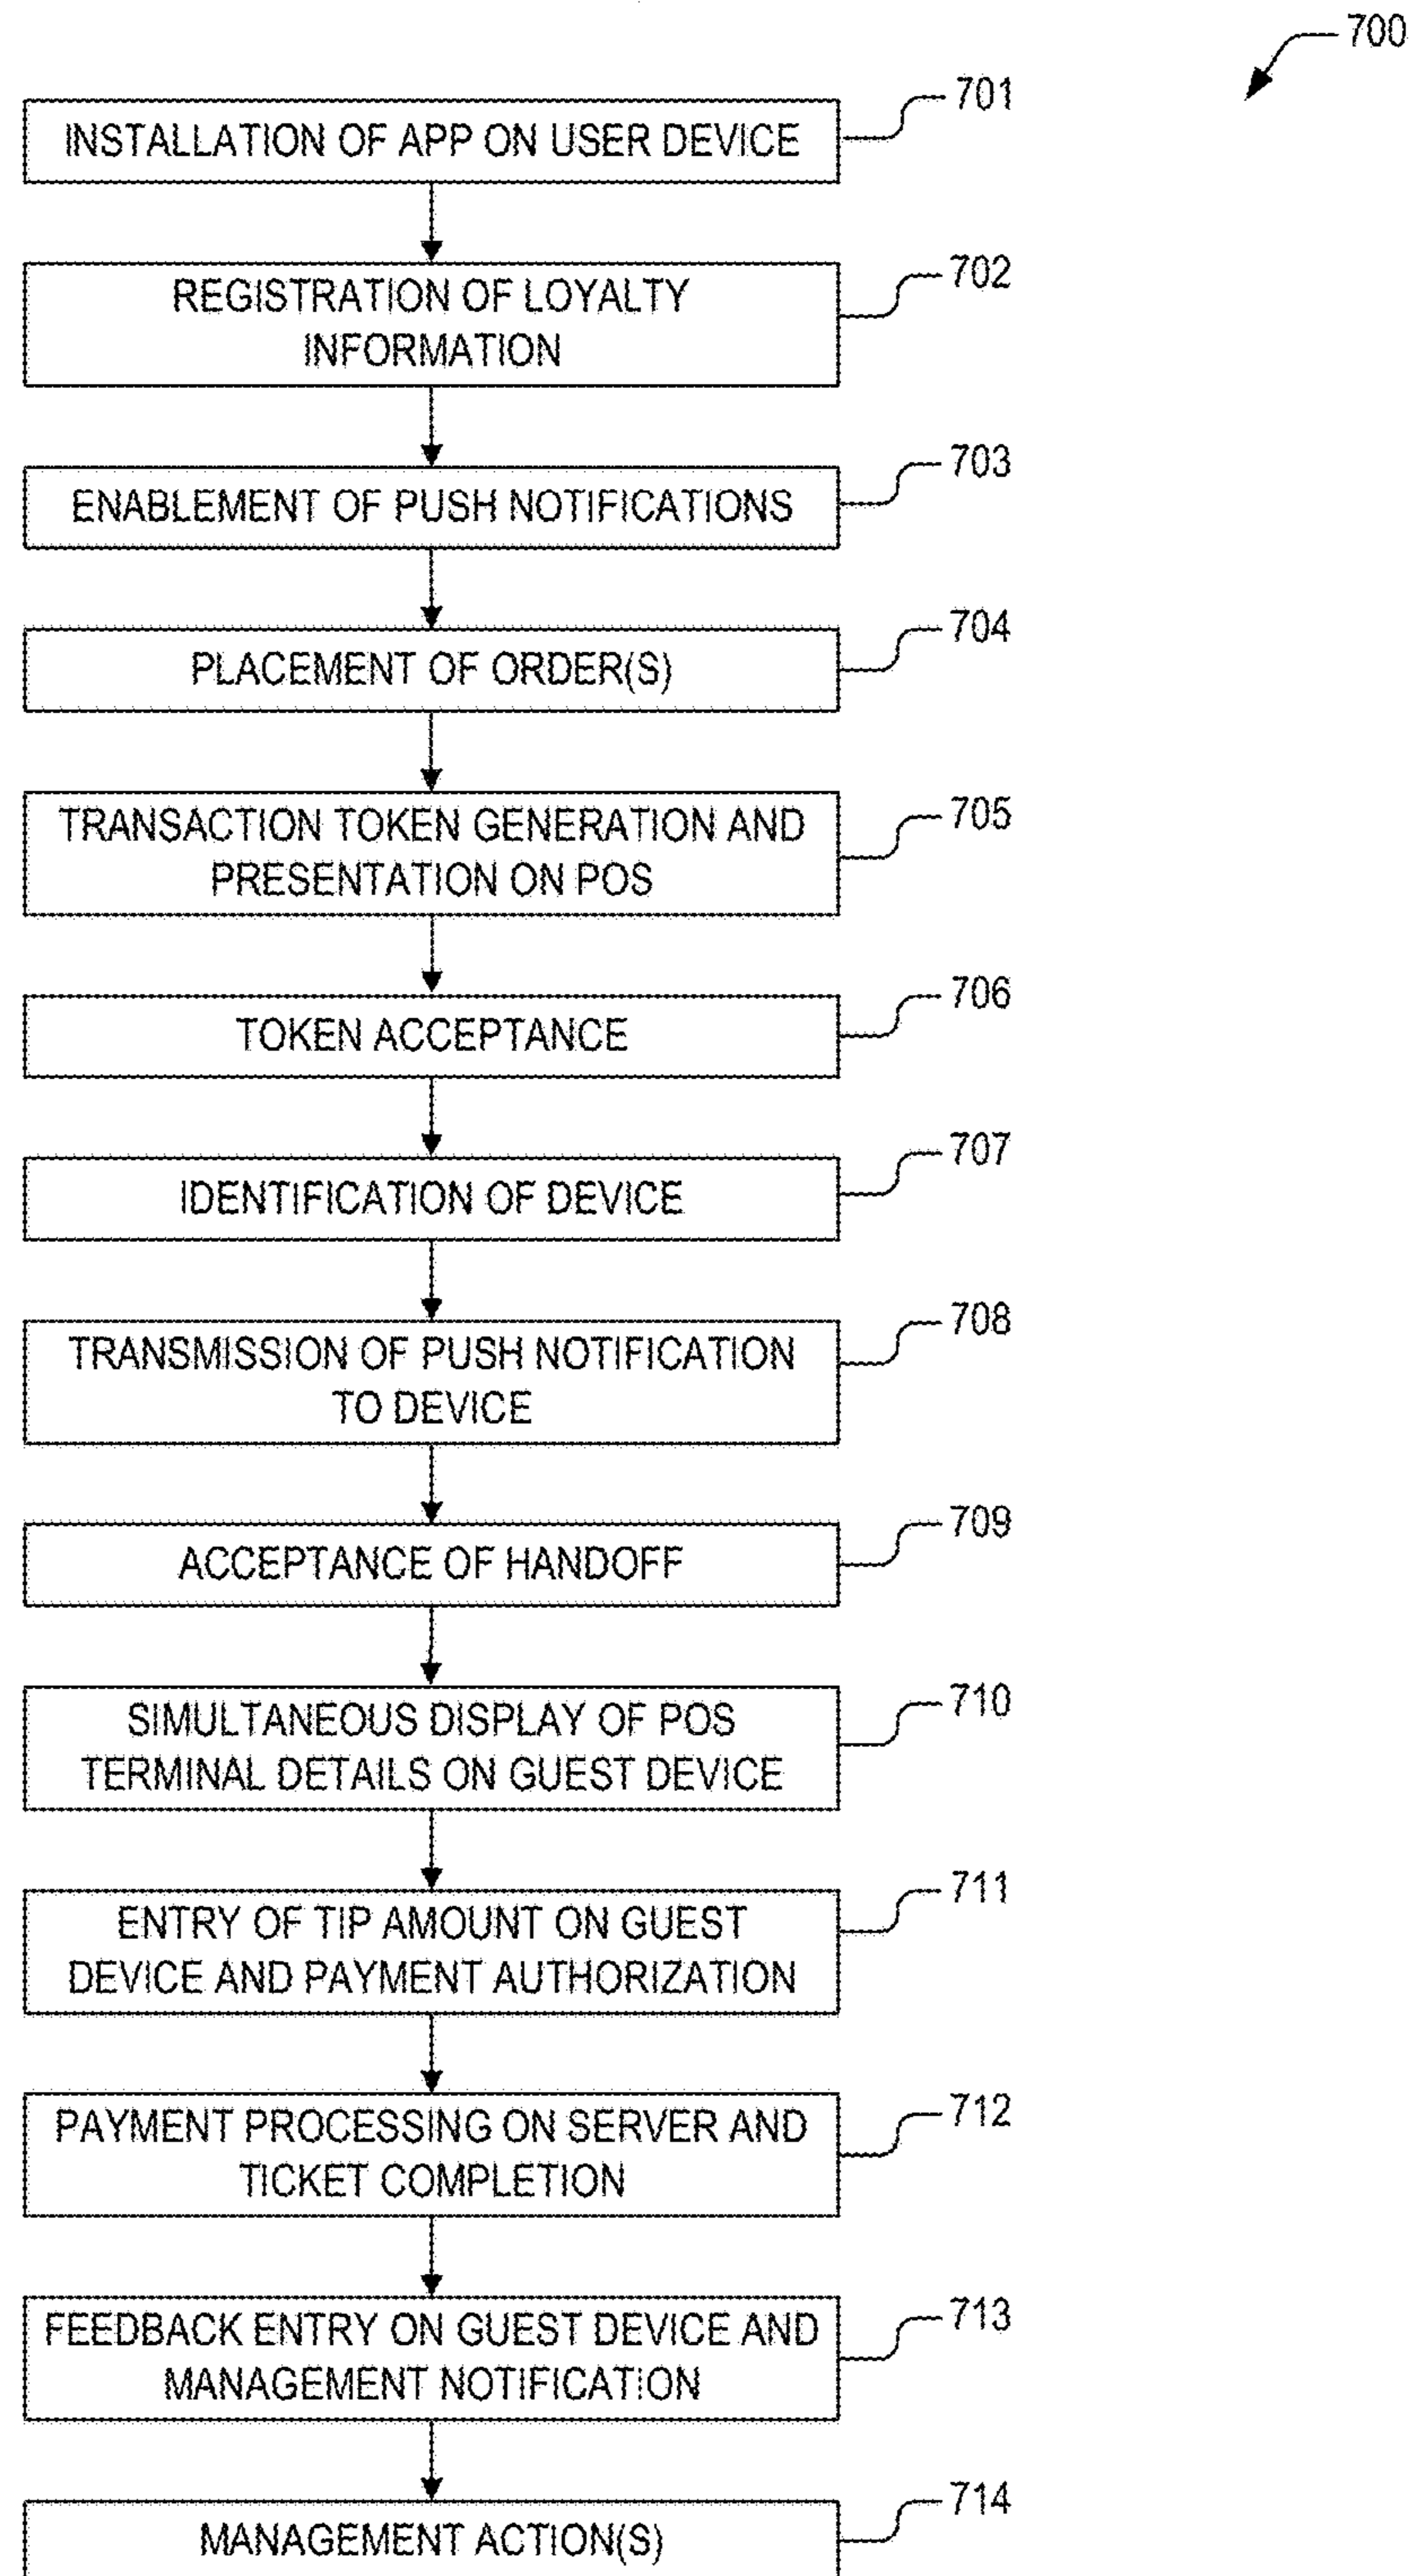 700
701
INSTALLATION OF APP ON USER DEVICE
702
REGISTRATION OF LOYALTY
INFORMATION
703
ENABLEMENT OF PUSH NOTIFICATIONS
704
PLACEMENT OF ORDER(S)
705
TRANSACTION TOKEN GENERATION AND
PRESENTATION ON POS
706
TOKEN ACCEPTANCE
707
IDENTIFICATION OF DEVICE
708
TRANSMISSION OF PUSH NOTIFICATION
TO DEVICE
709
ACCEPTANCE OF HANDOFF
710
SIMULTANEOUS DISPLAY OF POS
TERMINAL DETAILS ON GUEST DEVICE
711
ENTRY OF TIP AMOUNT ON GUEST
DEVICE AND PAYMENT AUTHORIZATION
712
PAYMENT PROCESSING ON SERVER AND
TICKET COMPLETION
713
FEEDBACK ENTRY ON GUEST DEVICE AND
MANAGEMENT NOTIFICATION
714
MANAGEMENT ACTION(S)